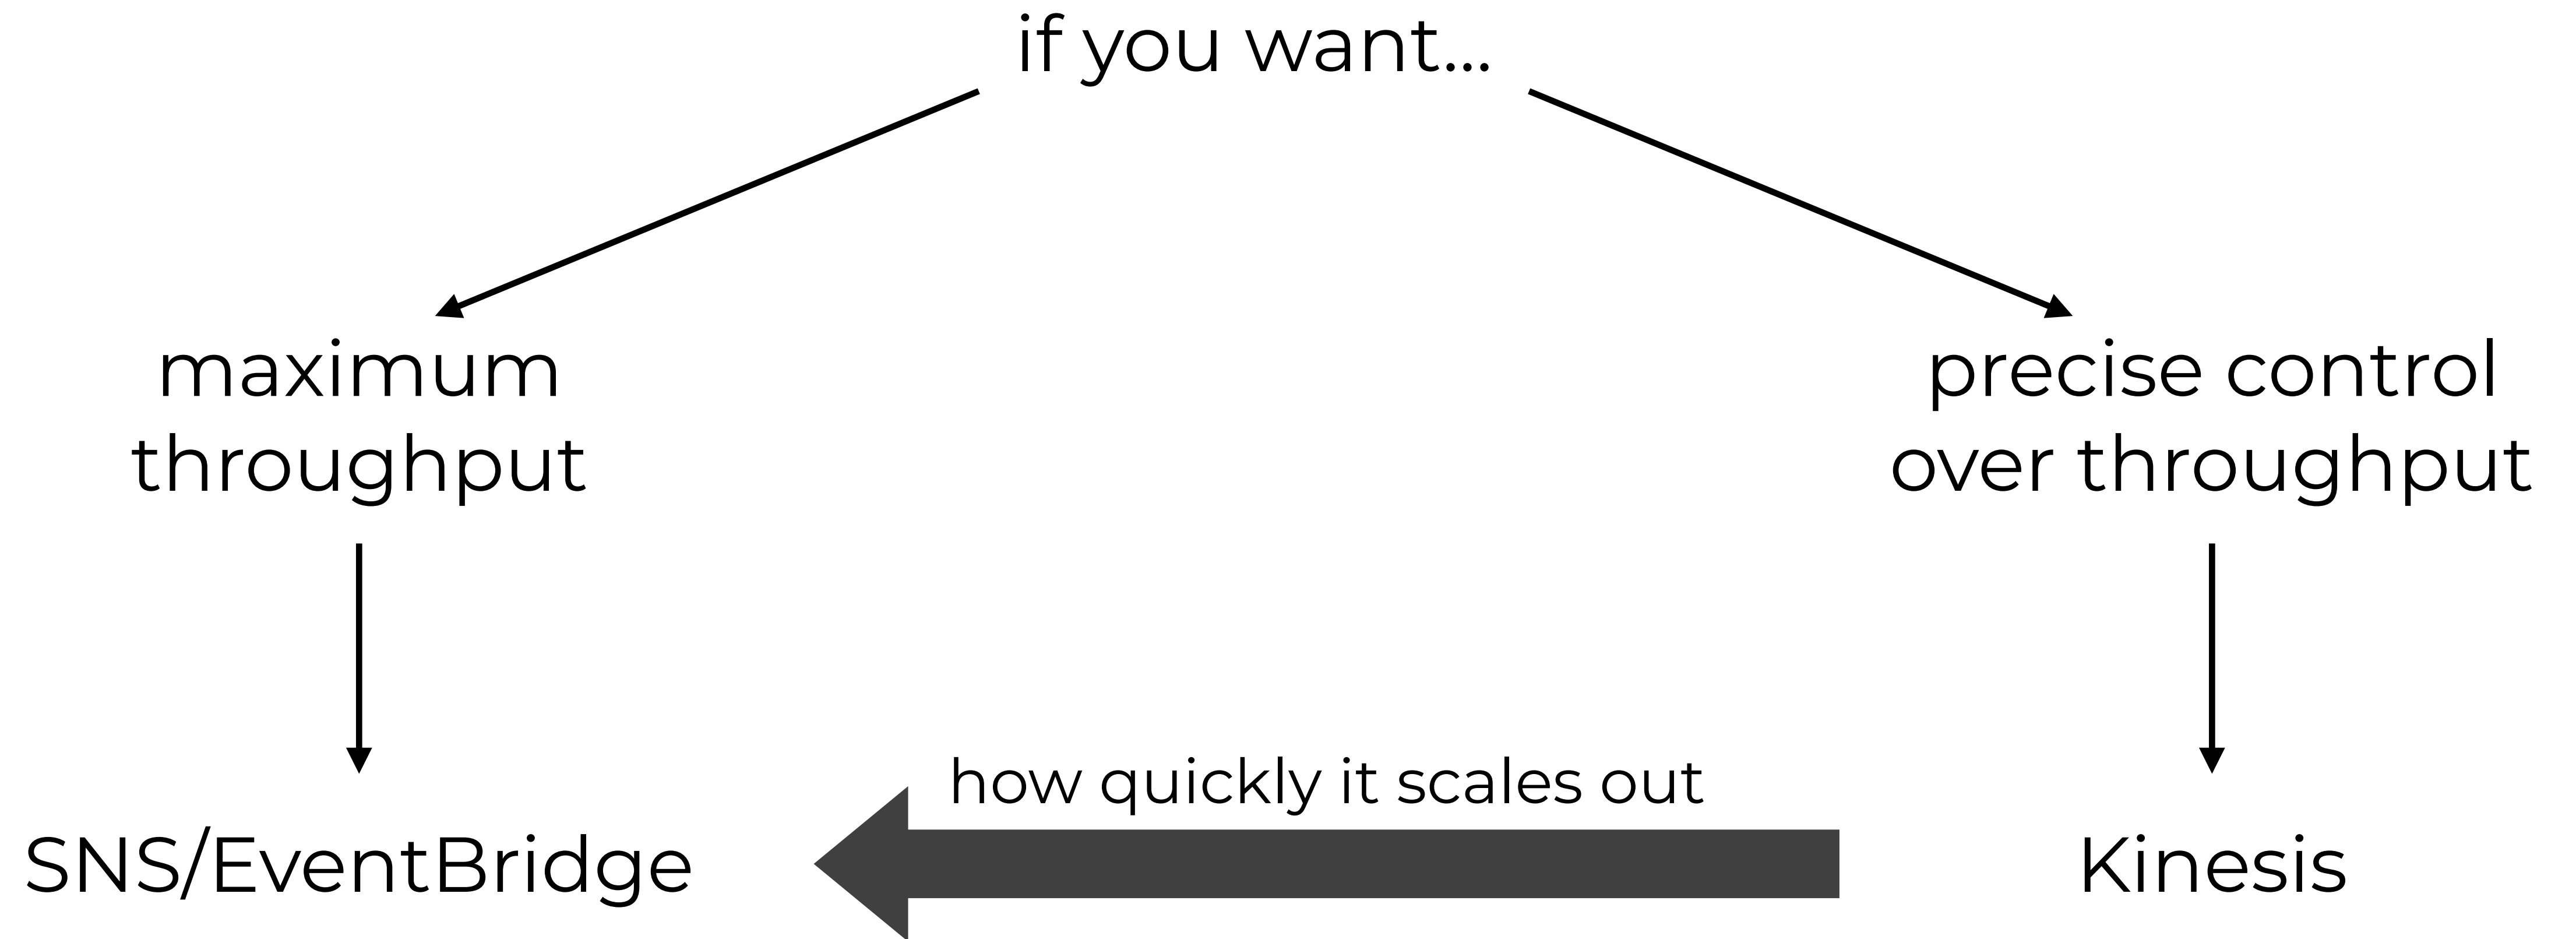 if you want...
maximum
throughput
precise control
over throughput
how quickly it scales out
SNS/EventBridge
Kinesis